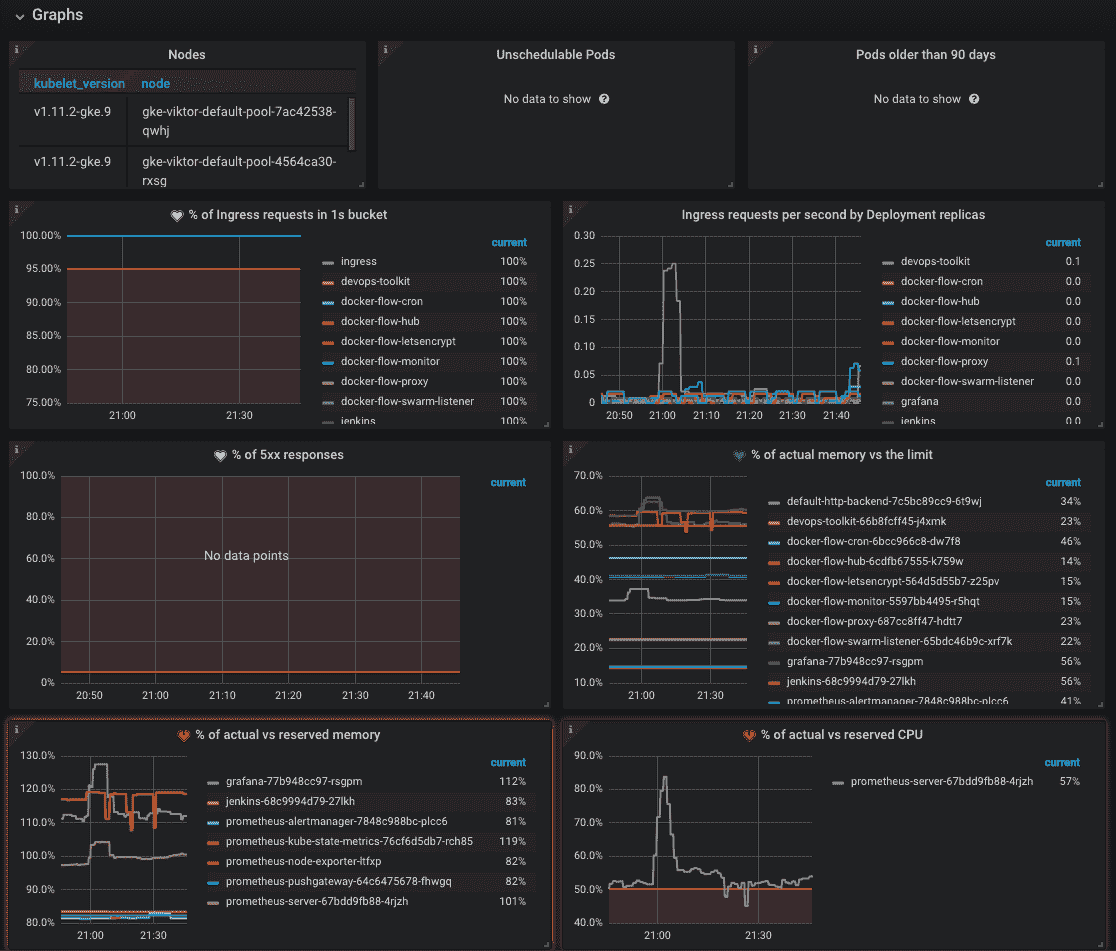 Graphs
Nodes
kubelet_version node
v1.11.2-gke.9 gke-viktor-default-pool-7ac42538-
qwhj
v1.11.2-gke.9 gke-viktor-default-pool-4564ca30-
rxsg
Unschedulable Pods
No data to show
Pods older than 90 days
No data to show
% of Ingress requests in 1s bucket
100.00%
95.00%
90.00%
85.00%
80.00%
75.00%
21:00 21:30
current
ingress 100%
devops-toolkit 100%
docker-flow-cron 100%
docker-flow-hub 100%
docker-flow-letsencrypt 100%
docker-flow-monitor 100%
docker-flow-proxy 100%
docker-flow-swarm-listener 100%
jenkins 100%
Ingress requests per second by Deployment replicas
0.30
0.25
0.20
0.15
0.10
0.05
0
20:50 21:00 21:10 21:20 21:30 21:40
current
devops-toolkit 0.1
docker-flow-cron 0.0
docker-flow-hub 0.0
docker-flow-letsencrypt 0.0
docker-flow-monitor 0.0
docker-flow-proxy 0.1
docker-flow-swarm-listener 0.0
grafana 0.0
jenkins 0.0
% of 5xx responses
100.0%
80.0%
60.0%
40.0%
20.0%
0%
No data points
20:50 21:00 21:10 21:20 21:30 21:40
current
% of actual memory vs the limit
70.0%
60.0%
50.0%
40.0%
30.0%
20.0%
10.0%
21:00 21:30
current
default-http-backend-7c5bc89cc9-6t9wj 34%
devops-toolkit-66b8fcff45-j4xmk 23%
docker-flow-cron-6bcc966c8-dw7f8 46%
docker-flow-hub-6cdfb67555-k759w 14%
docker-flow-letsencrypt-564d5d55b7-z25pv 15%
docker-flow-monitor-5597bb4495-r5hqt 15%
docker-flow-proxy-687cc8ff47-hdtt7 23%
docker-flow-swarm-listener-65bdc46b9c-xrf7k 22%
grafana-77b948cc97-rsgpm 56%
jenkins-68c9994d79-27lkh 56%
prometheus-alertmanager-7848c988bc-plcc6 41%
% of actual vs reserved memory
130.0%
120.0%
110.0%
100.0%
90.0%
80.0%
21:00 21:30
current
grafana-77b948cc97-rsgpm 112%
jenkins-68c9994d79-27lkh 83%
prometheus-alertmanager-7848c988bc-plcc6 81%
prometheus-kube-state-metrics-76cf6d5db7-rch85 119%
prometheus-node-exporter-ltfxp 82%
prometheus-pushgateway-64c6475678-fhwgq 82%
prometheus-server-67bdd9fb88-4rjzh 101%
% of actual vs reserved CPU
90.0%
80.0%
70.0%
60.0%
50.0%
40.0%
21:00 21:30
current
prometheus-server-67bdd9fb88-4rjzh 57%